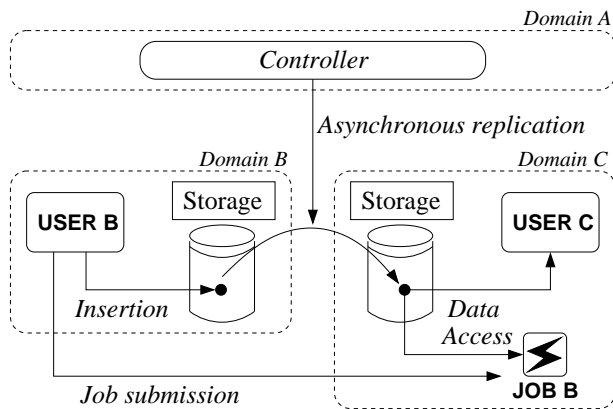 Domain A
Controller
Asynchronous replication
Domain B
Domain C
Storage
Storage
USER B
USER C
Insertion
Data
Access
Job submission
JOB B